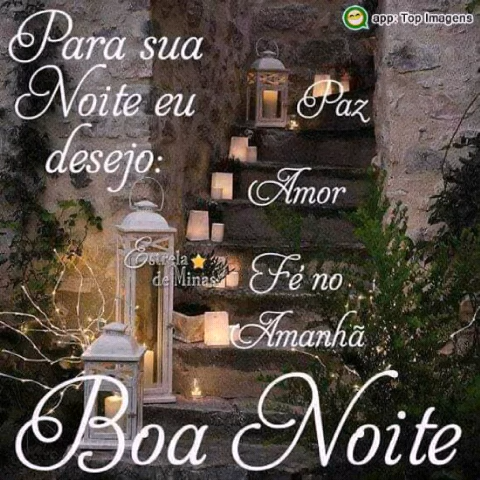 app: Top Imagens
Para sua
Noite eu
desejo:
Paz
Amor
Estrela
de Minas
Fé no
Amanhã
Boa Noite